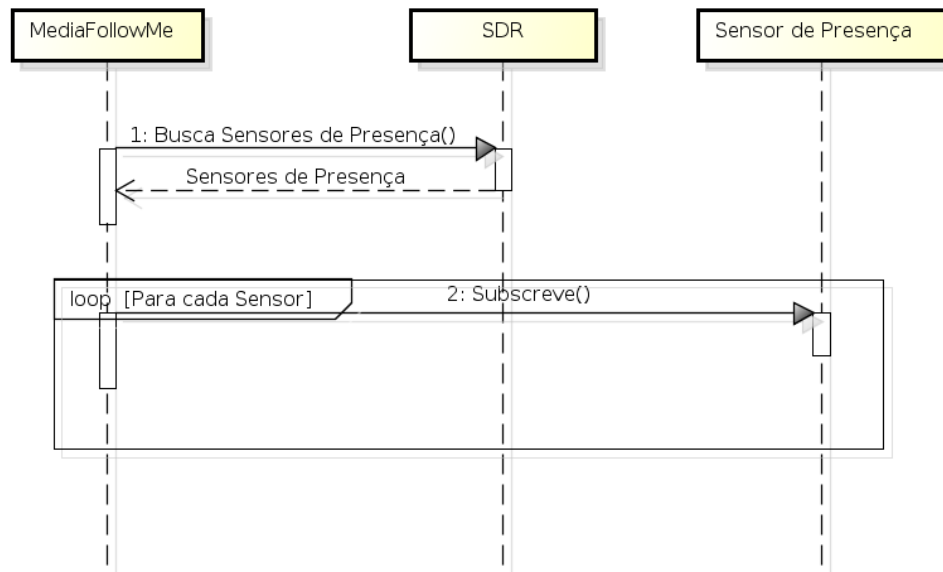 MediaFollowMe
SDR
Sensor de Presença
1: Busca Sensores de Presença()
Sensores de Presença
loop [Para cada Sensor]
2: Subscreve()